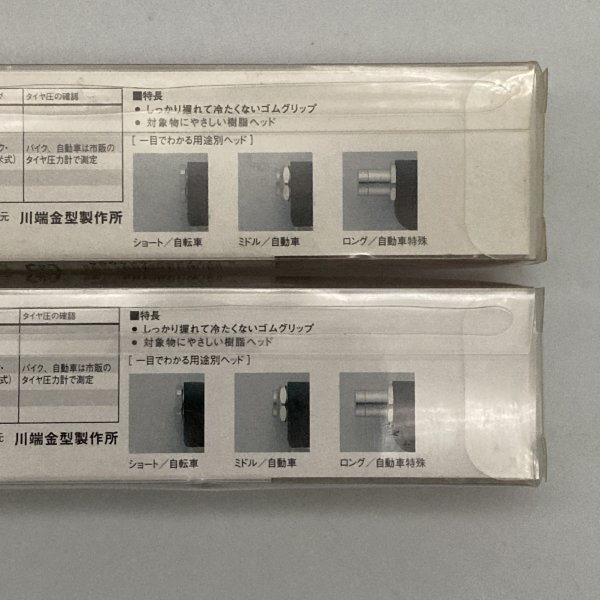 タイヤ圧の確認
■特長
● しっかり握れて冷たくないゴムグリップ
● 対象物にやさしい樹脂ヘッド
[ 一目でわかる用途別ヘッド ]
バイク、自動車は市販の
タイヤ圧力計で測定
元 川端金型製作所
ショート／自転車
ミドル／自動車
ロング／自動車特殊
タイヤ圧の確認
■特長
● しっかり握れて冷たくないゴムグリップ
● 対象物にやさしい樹脂ヘッド
[ 一目でわかる用途別ヘッド ]
バイク、自動車は市販の
タイヤ圧力計で測定
元 川端金型製作所
ショート／自転車
ミドル／自動車
ロング／自動車特殊